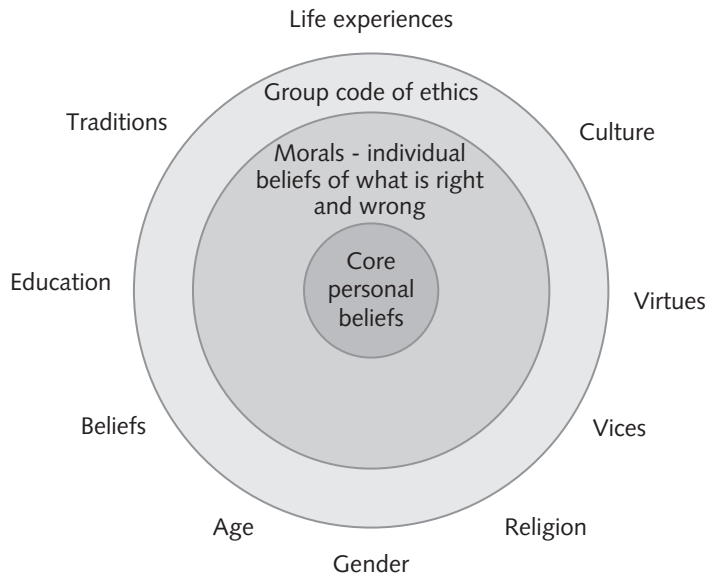 Life experiences
Group code of ethics
Traditions
Culture
Morals - individual
beliefs of what is right
and wrong
Core
personal
beliefs
Education
Virtues
Beliefs
Vices
Age
Religion
Gender